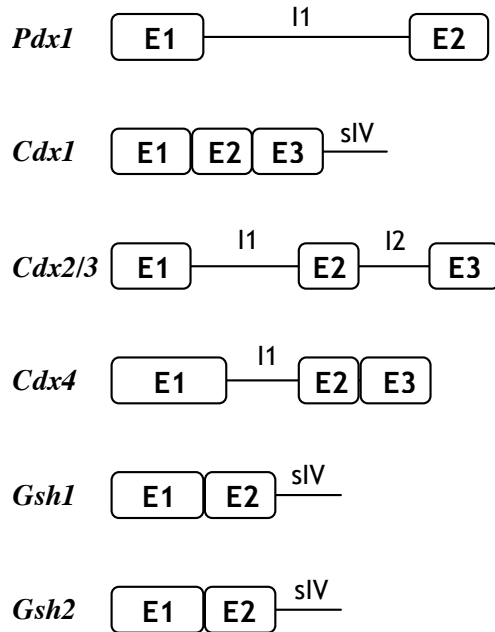 I1
Pdx1 E1 E2
sIV
Cdx1 E1 E2 E3
I1 I2
Cdx2/3 E1 E2 E3
I1
Cdx4 E1 E2 E3
sIV
Gsh1 E1 E2
sIV
Gsh2 E1 E2